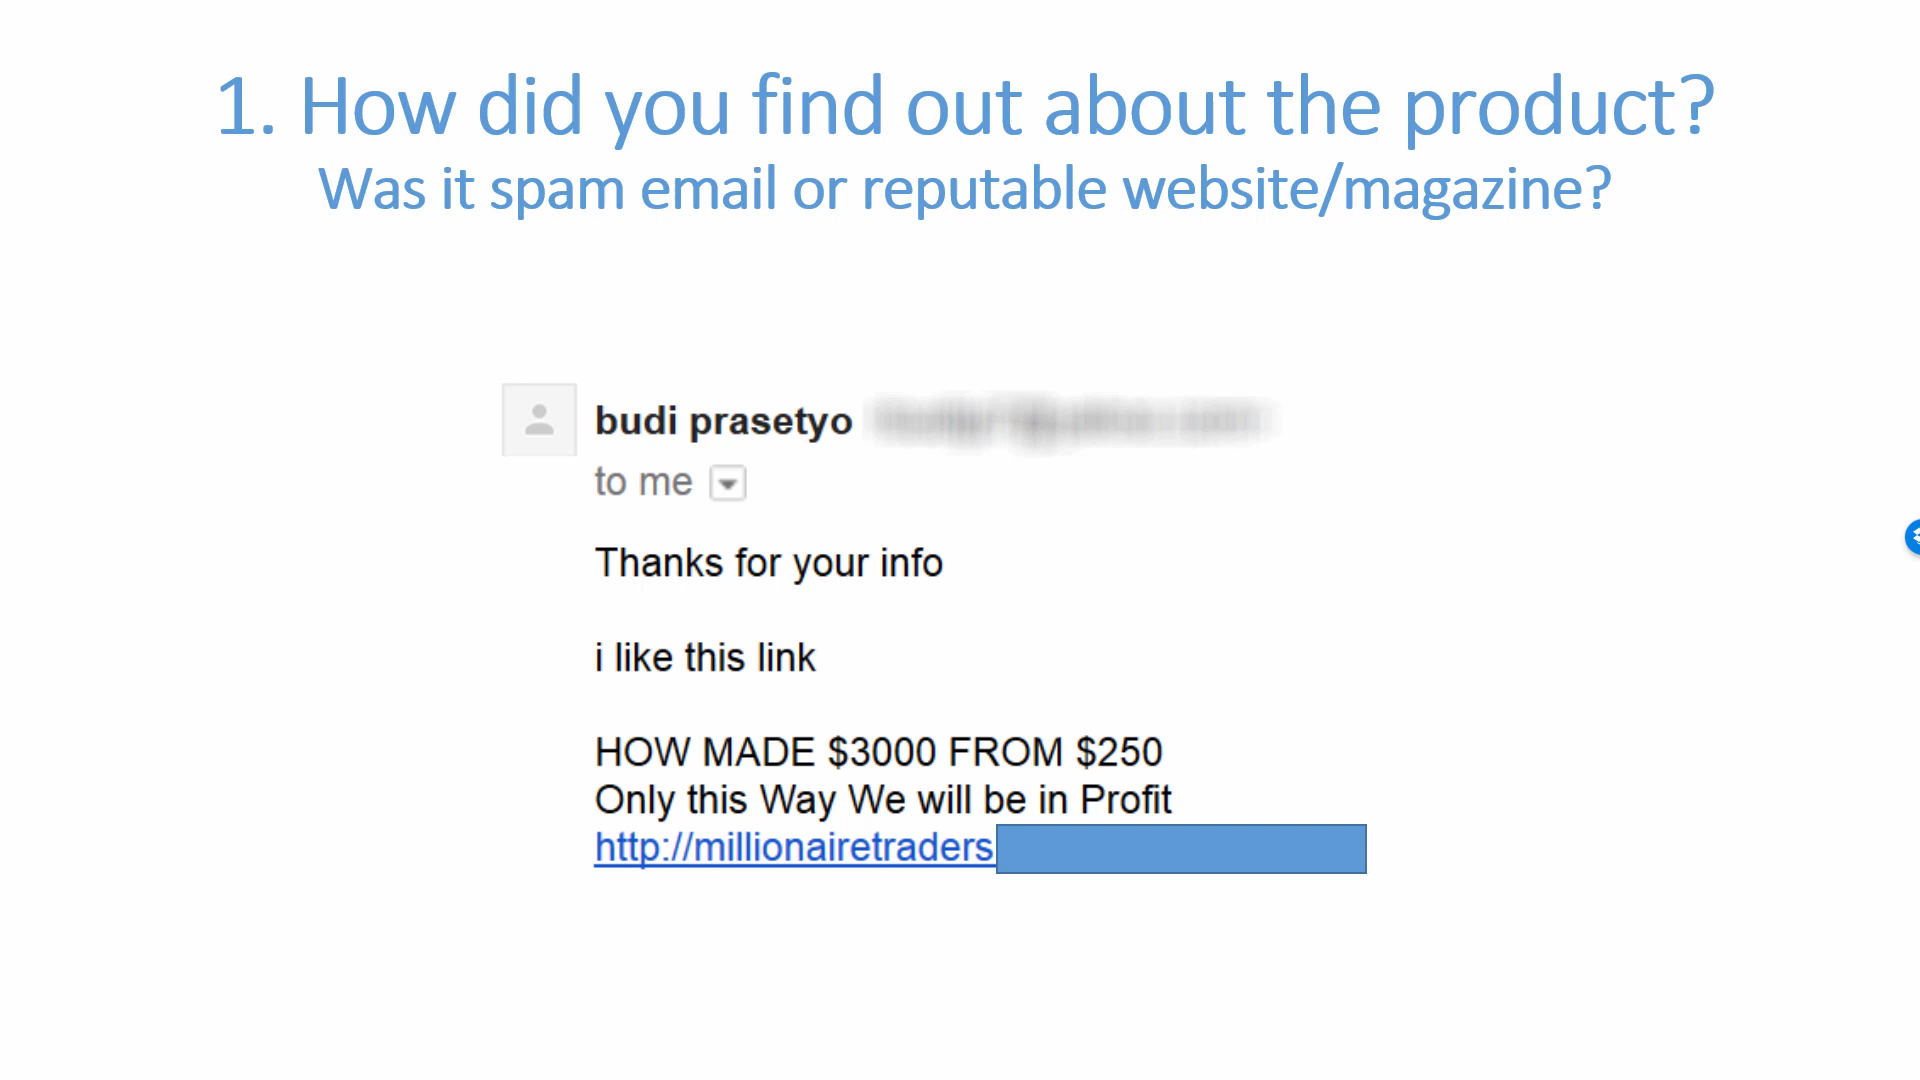 1. How did you find out about the product?
Was it spam email or reputable website/magazine?
budi prasetyo
to me
Thanks for your info
i like this link
HOW MADE $3000 FROM $250
Only this Way We will be in Profit
http://millionairetraders